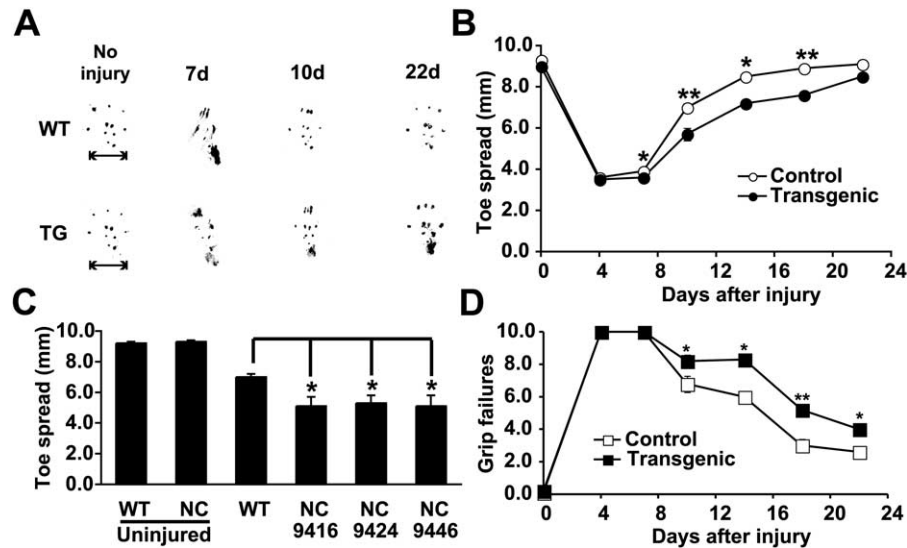 A
No injury
7d
10d
22d
WT
TG
B
Toe spread (mm)
10.0
8.0
6.0
4.0
2.0
0.0
*
**
*
**
Control
Transgenic
0
4
8
12
16
20
24
Days after injury
C
Toe spread (mm)
10.0
8.0
6.0
4.0
2.0
0.0
*
*
*
WT
NC
WT
NC
9416
NC
9424
NC
9446
Uninjured
D
Grip failures
10.0
8.0
6.0
4.0
2.0
0.0
*
*
**
*
Control
Transgenic
0
4
8
12
16
20
24
Days after injury